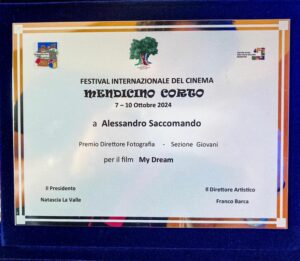 FESTIVAL INTERNAZIONALE DEL CINEMA
MENDICINO CORTO
7 – 10 Ottobre 2024
a Alessandro Saccomando
Premio Direttore Fotografia - Sezione Giovani
per il film My Dream
Il Presidente
Natascia La Valle
Il Direttore Artistico
Franco Barca